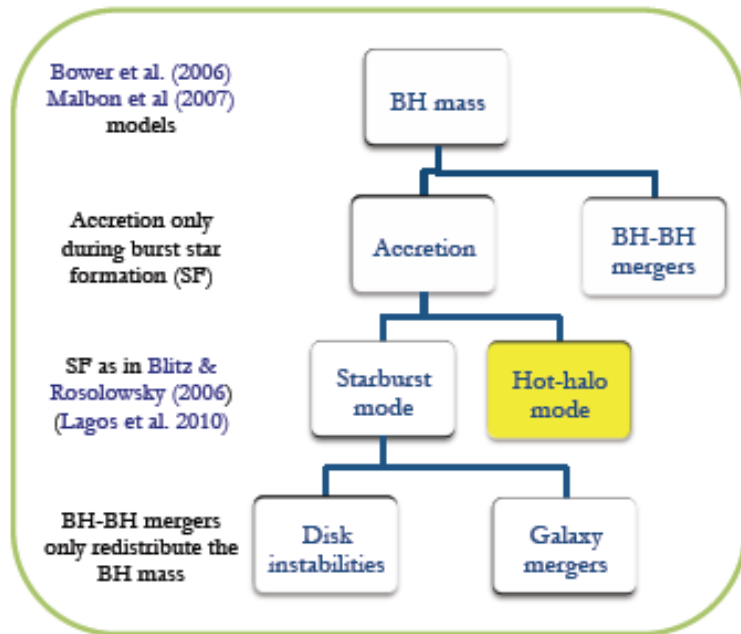 Bower et al. (2006)
Malbon et al (2007)
models
BH mass
Accretion only
during burst star
formation (SF)
Accretion
BH-BH
mergers
SF as in Blitz &
Rosolowsky (2006)
(Lagos et al. 2010)
Starburst
mode
Hot-halo
mode
BH-BH mergers
only redistribute the
BH mass
Disk
instabilities
Galaxy
mergers